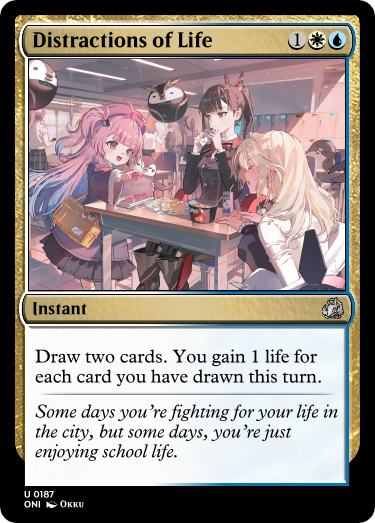 Distractions of Life 1
Instant
Draw two cards. You gain 1 life for
each card you have drawn this turn.
Some days you're fighting for your life in
the city, but some days, you're just
enjoying school life.
U 0187
ONI Okku